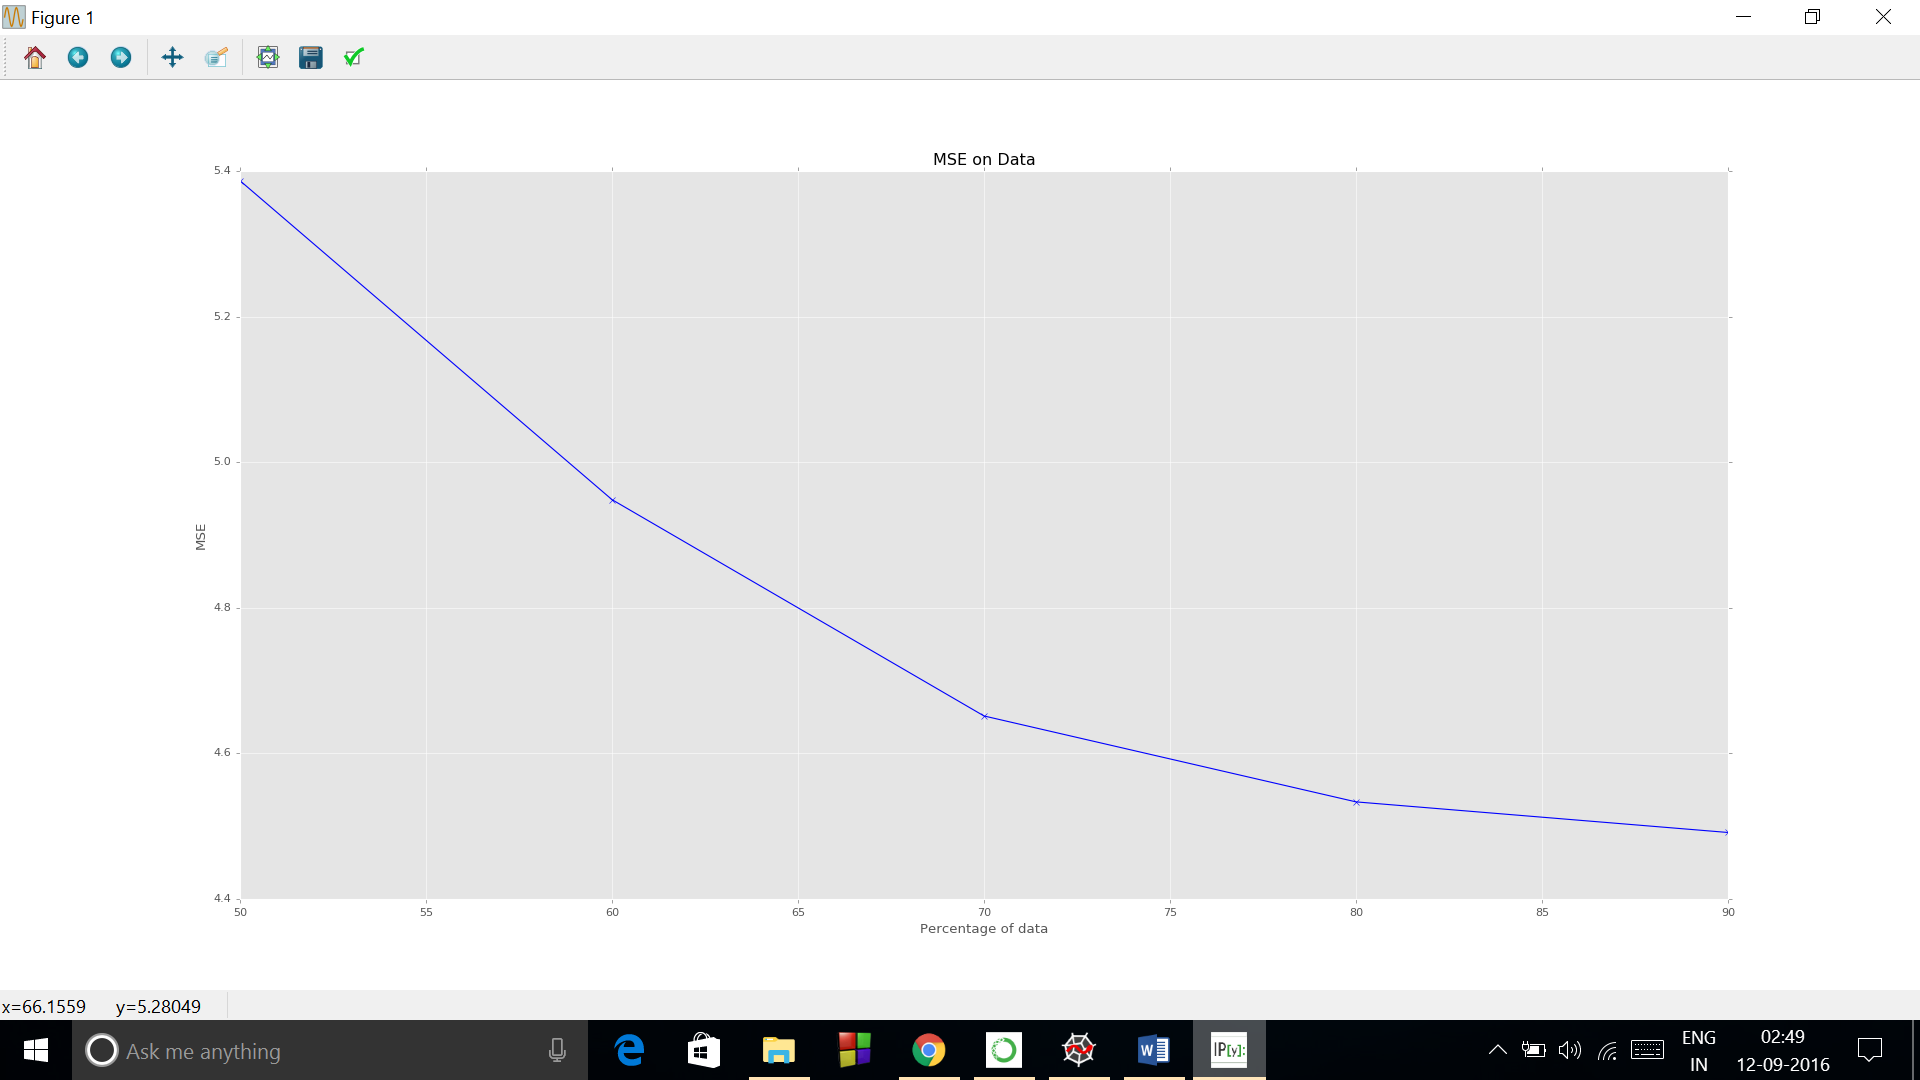 Figure 1
MSE on Data
5.4
5.2
5.0
4.8
4.6
4.4
MSE
50 55 60 65 70 75 80 85 90
Percentage of data
x=66.1559 y=5.28049
Ask me anything
W
IP[y]:
ENG
IN
02:49
12-09-2016